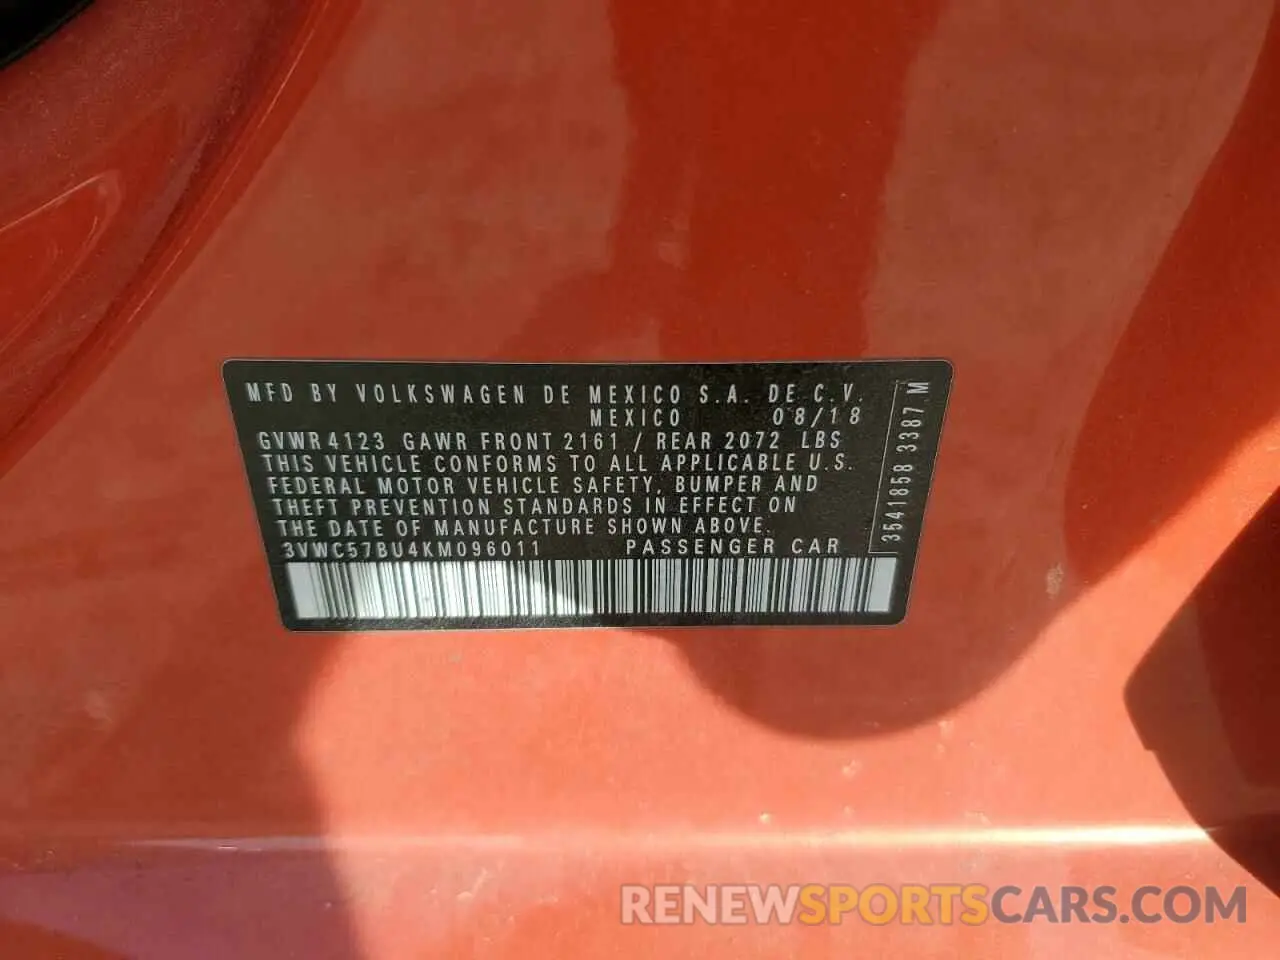 MFD BY VOLKSWAGEN DE MEXICO S.A. DE C.V.
MEXICO 08/18
GVWR 4123 GAWR FRONT 2161 / REAR 2072 LBS
THIS VEHICLE CONFORMS TO ALL APPLICABLE U.S.
FEDERAL MOTOR VEHICLE SAFETY, BUMPER AND
THEFT PREVENTION STANDARDS IN EFFECT ON
THE DATE OF MANUFACTURE SHOWN ABOVE.
3VWC57BU4KM096011 PASSENGER CAR
3541858 3387 M
RENEWSPORTSCARS.COM